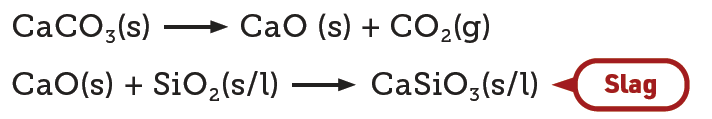 CaCO₃(s) ⟶ CaO (s) + CO₂(g)
CaO(s) + SiO₂(s/l) ⟶ CaSiO₃(s/l) Slag